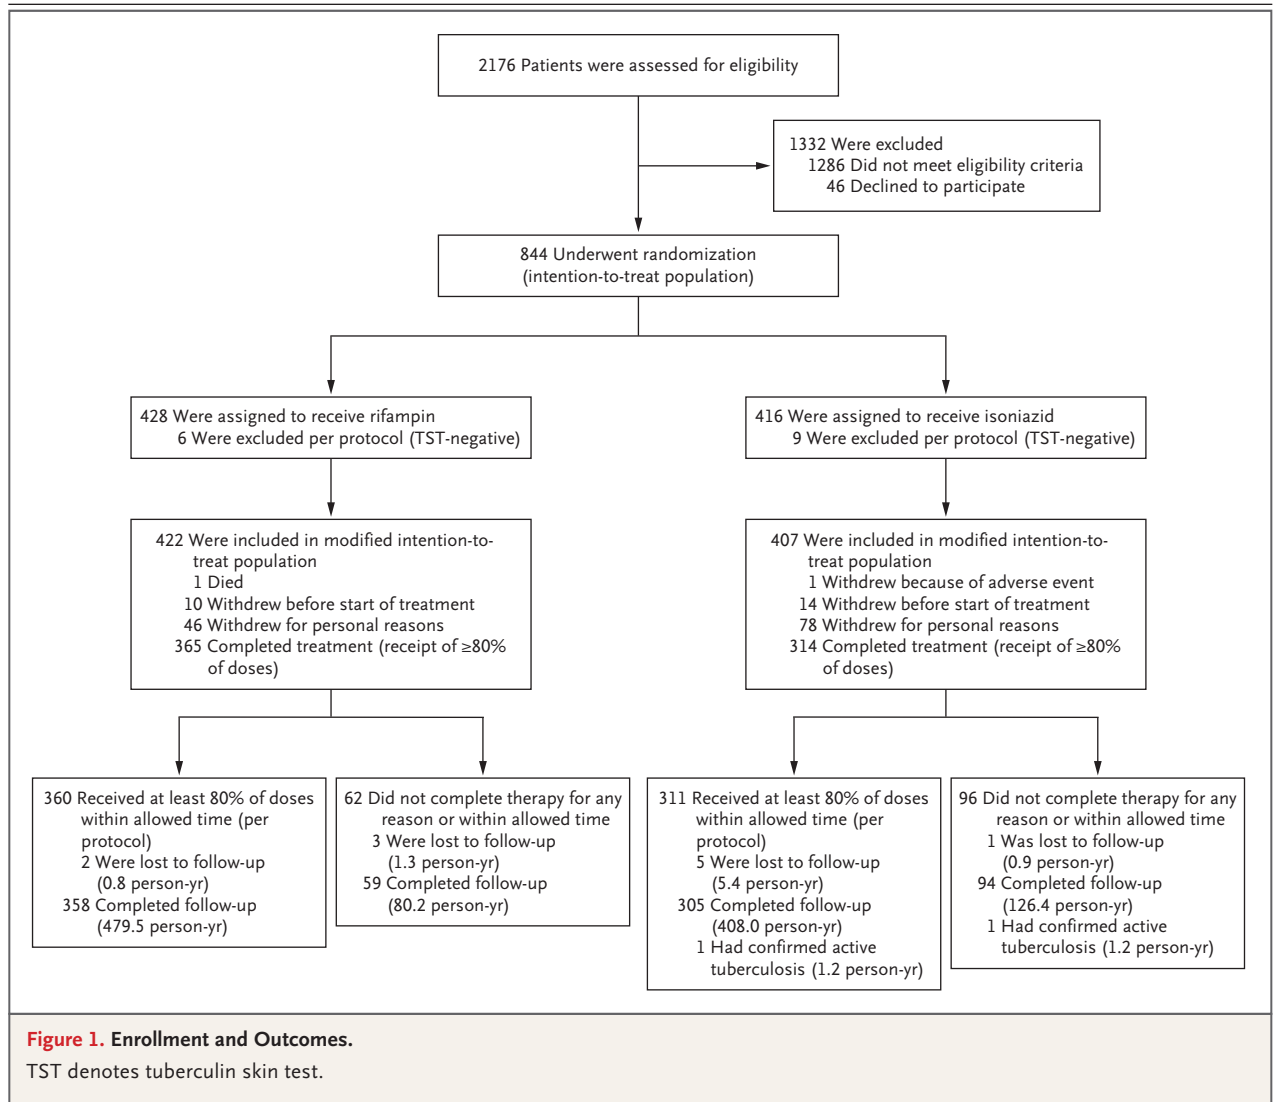 2176 Patients were assessed for eligibility
1332 Were excluded
1286 Did not meet eligibility criteria
46 Declined to participate
844 Underwent randomization
(intention-to-treat population)
428 Were assigned to receive rifampin
6 Were excluded per protocol (TST-negative)
416 Were assigned to receive isoniazid
9 Were excluded per protocol (TST-negative)
422 Were included in modified intention-to-
treat population
1 Died
10 Withdrew before start of treatment
46 Withdrew for personal reasons
365 Completed treatment (receipt of ≥80%
of doses)
407 Were included in modified intention-to-
treat population
1 Withdrew because of adverse event
14 Withdrew before start of treatment
78 Withdrew for personal reasons
314 Completed treatment (receipt of ≥80%
of doses)
360 Received at least 80% of doses
within allowed time (per
protocol)
2 Were lost to follow-up
(0.8 person-yr)
358 Completed follow-up
(479.5 person-yr)
62 Did not complete therapy for any
reason or within allowed time
3 Were lost to follow-up
(1.3 person-yr)
59 Completed follow-up
(80.2 person-yr)
311 Received at least 80% of doses
within allowed time (per
protocol)
5 Were lost to follow-up
(5.4 person-yr)
305 Completed follow-up
(408.0 person-yr)
1 Had confirmed active
tuberculosis (1.2 person-yr)
96 Did not complete therapy for any
reason or within allowed time
1 Was lost to follow-up
(0.9 person-yr)
94 Completed follow-up
(126.4 person-yr)
1 Had confirmed active
tuberculosis (1.2 person-yr)
Figure 1. Enrollment and Outcomes.
TST denotes tuberculin skin test.